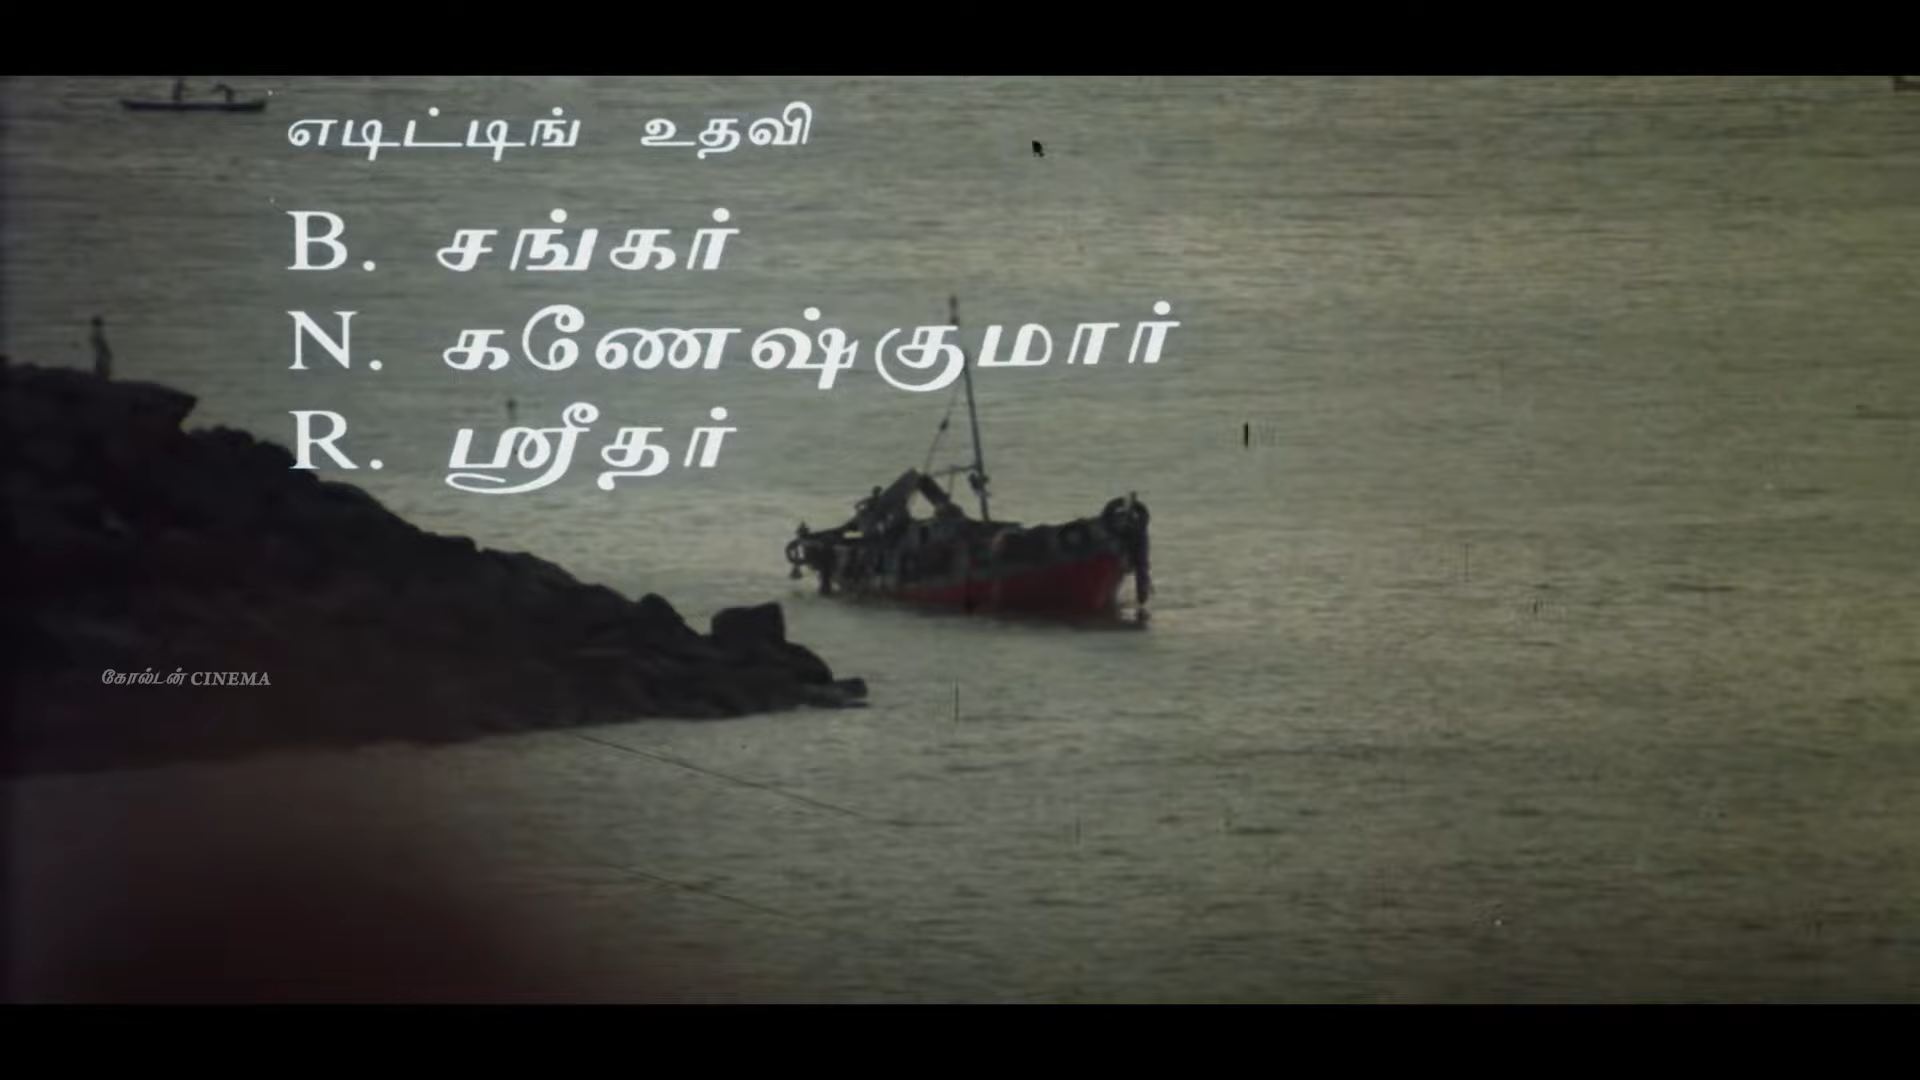 எடிட்டிங் உதவி
B. சங்கர்
N. கணேஷ்குமார்
R. ஸ்ரீதர்
கோல்டன் CINEMA